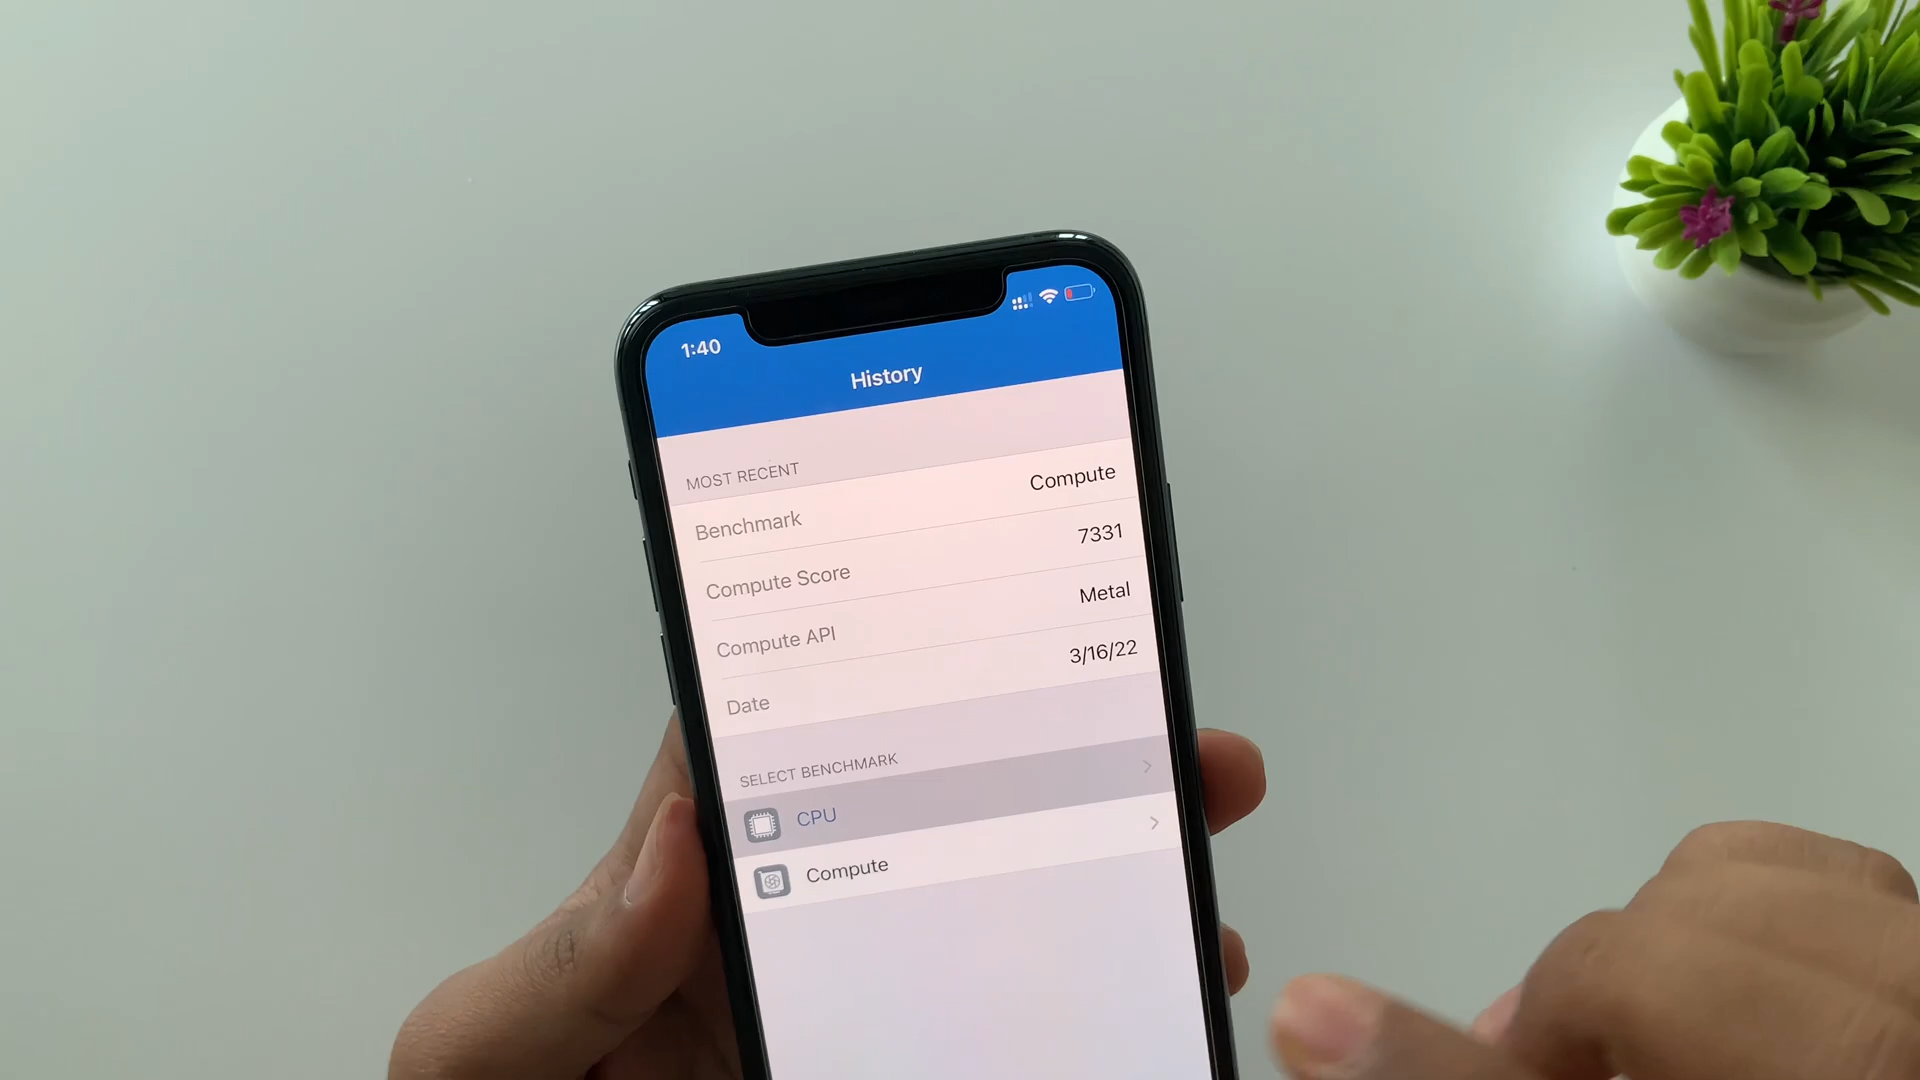 1:40
History
MOST RECENT
Benchmark Compute
Compute Score 7331
Compute API Metal
Date 3/16/22
SELECT BENCHMARK
CPU
Compute